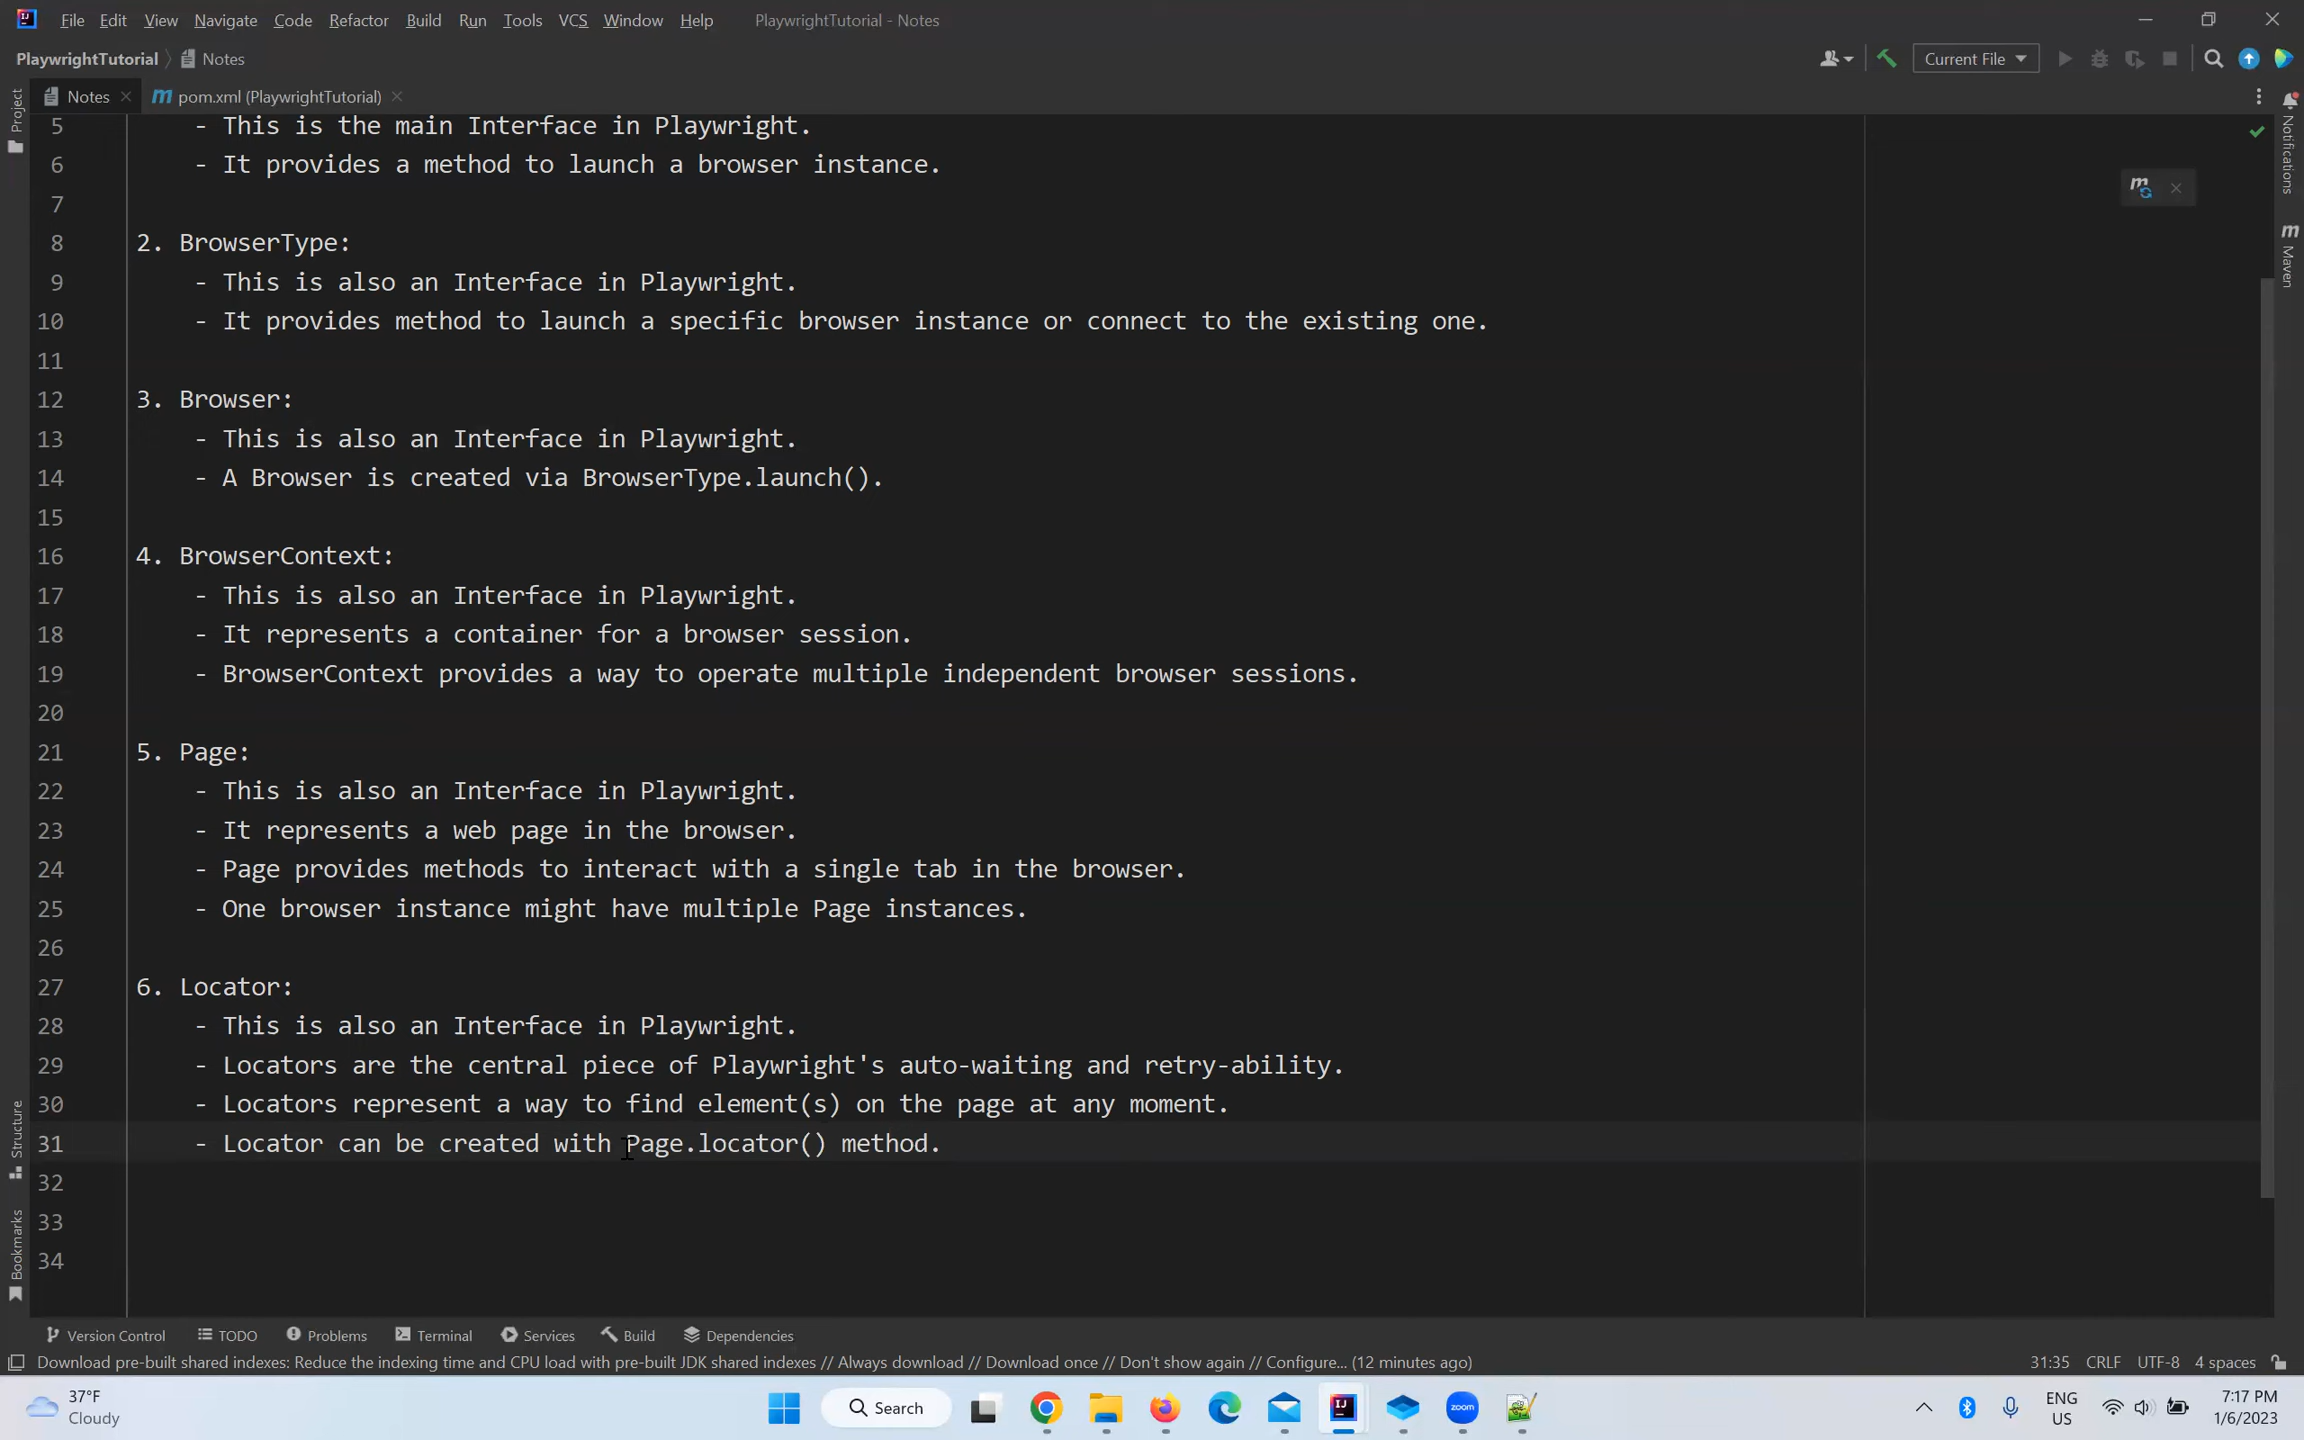 File Edit View Navigate Code Refactor Build Run Tools VCS Window Help PlaywrightTutorial - Notes
PlaywrightTutorial Notes Current File
Notes pom.xml (PlaywrightTutorial)
Project
Notifications
Maven
Structure
Bookmarks
5 - This is the main Interface in Playwright.
6 - It provides a method to launch a browser instance.
7
8 2. BrowserType:
9 - This is also an Interface in Playwright.
10 - It provides method to launch a specific browser instance or connect to the existing one.
11
12 3. Browser:
13 - This is also an Interface in Playwright.
14 - A Browser is created via BrowserType.launch().
15
16 4. BrowserContext:
17 - This is also an Interface in Playwright.
18 - It represents a container for a browser session.
19 - BrowserContext provides a way to operate multiple independent browser sessions.
20
21 5. Page:
22 - This is also an Interface in Playwright.
23 - It represents a web page in the browser.
24 - Page provides methods to interact with a single tab in the browser.
25 - One browser instance might have multiple Page instances.
26
27 6. Locator:
28 - This is also an Interface in Playwright.
29 - Locators are the central piece of Playwright's auto-waiting and retry-ability.
30 - Locators represent a way to find element(s) on the page at any moment.
31 - Locator can be created with Page.locator() method.
32
33
34
Version Control TODO Problems Terminal Services Build Dependencies
Download pre-built shared indexes: Reduce the indexing time and CPU load with pre-built JDK shared indexes // Always download // Download once // Don't show again // Configure... (12 minutes ago) 31:35 CRLF UTF-8 4 spaces
37°F
Cloudy
Search
zoom
ENG
US
7:17 PM
1/6/2023